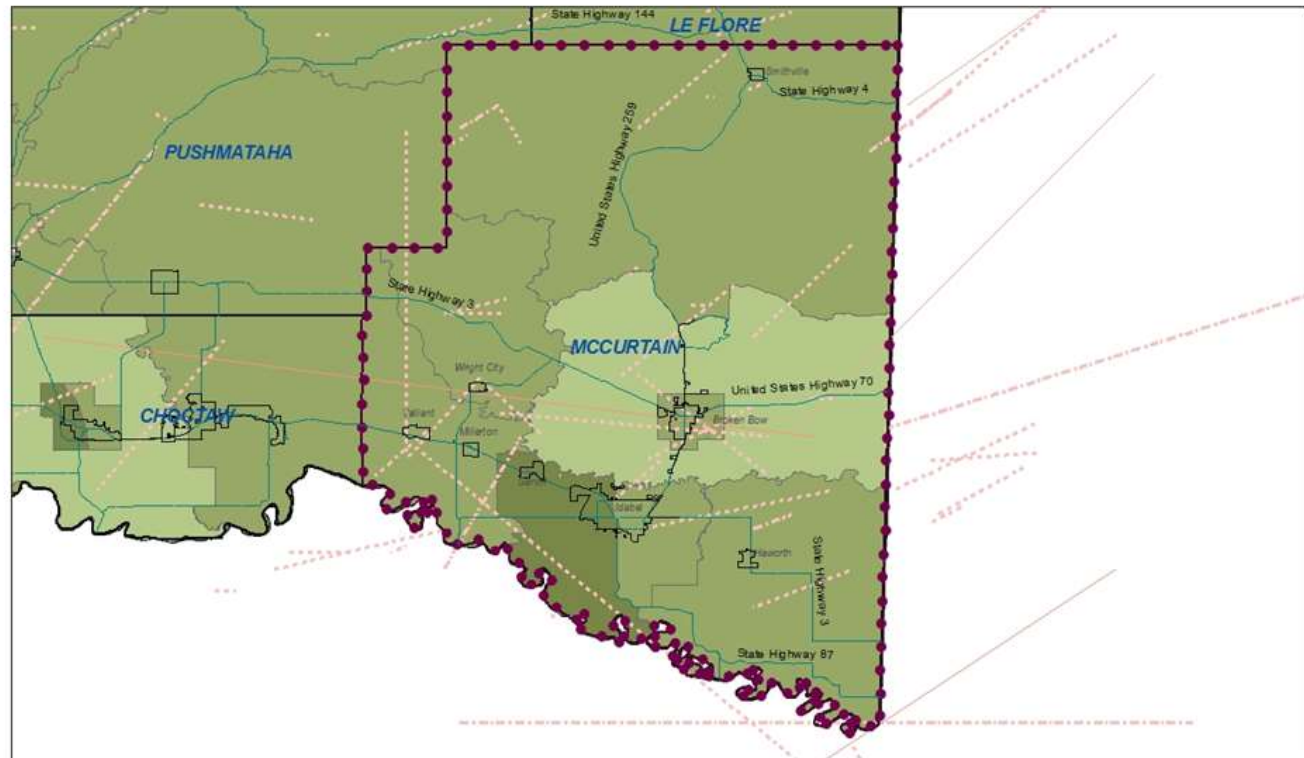 State Highway 144
LE FLORE
Smithville
State Highway 4
United States Highway 259
PUSHMATAHA
State Highway 3
MCCURTAIN
Wright City
United States Highway 70
CHOCTAW
Valliant
Broken Bow
Millerton
Idabel
Haworth
State Highway 3
State Highway 87